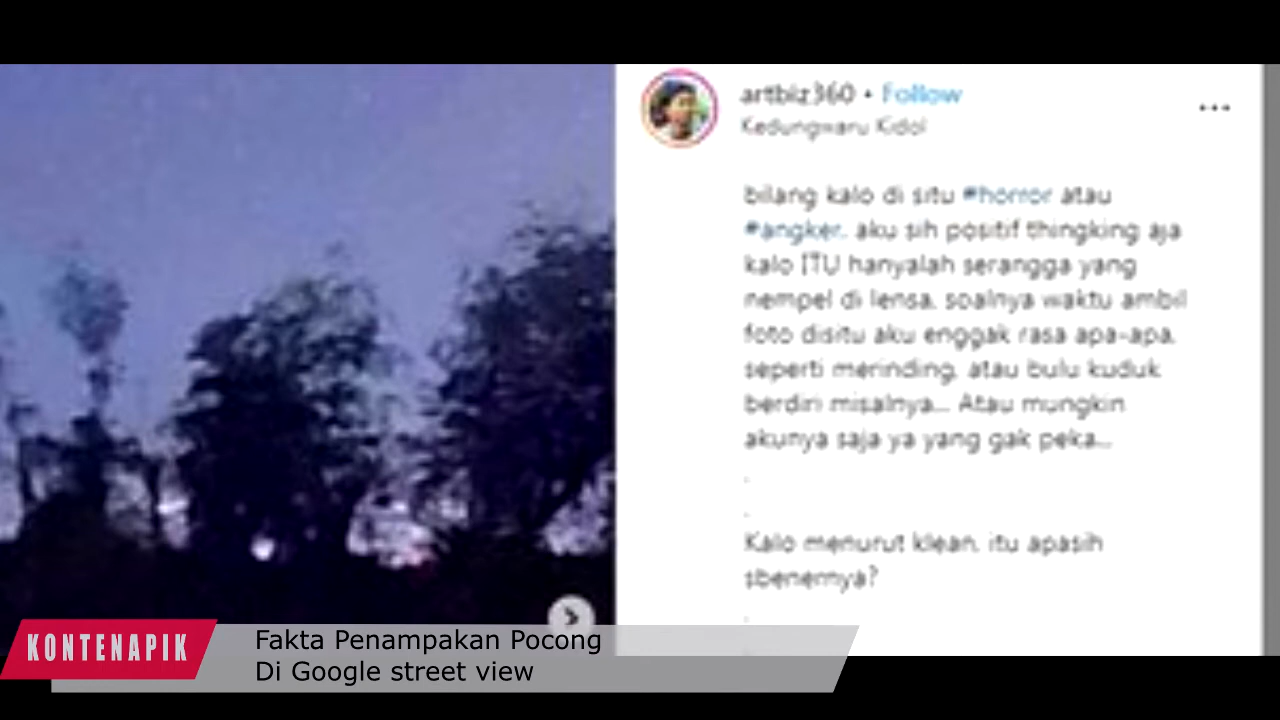 artbiz360 • Follow
Kedungwaru Kidol
bilang kalo di situ #horror atau
#angker. aku sih positif thingking aja
kalo ITU hanyalah serangga yang
nempel di lensa. soalnya waktu ambil
foto disitu aku enggak rasa apa-apa.
seperti merinding, atau bulu kuduk
berdiri misalnya... Atau mungkin
akunya saja ya yang gak peka...
.
.
Kalo menurut klean. itu apasih
sbenernya?
.
KONTENAPIK
Fakta Penampakan Pocong
Di Google street view